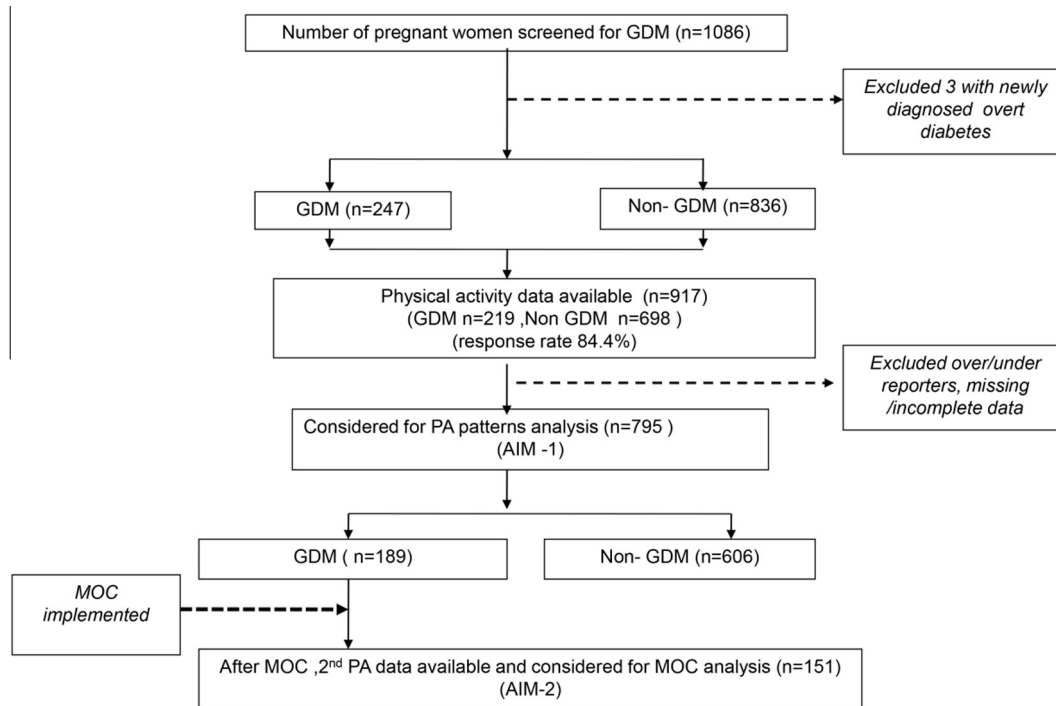 Number of pregnant women screened for GDM (n=1086)
Excluded 3 with newly
diagnosed overt
diabetes
GDM (n=247)
Non- GDM (n=836)
Physical activity data available (n=917)
(GDM n=219 ,Non GDM n=698 )
(response rate 84.4%)
Excluded over/under
reporters, missing
/incomplete data
Considered for PA patterns analysis (n=795 )
(AIM -1)
GDM ( n=189)
Non- GDM (n=606)
MOC
implemented
After MOC ,2nd PA data available and considered for MOC analysis (n=151)
(AIM-2)